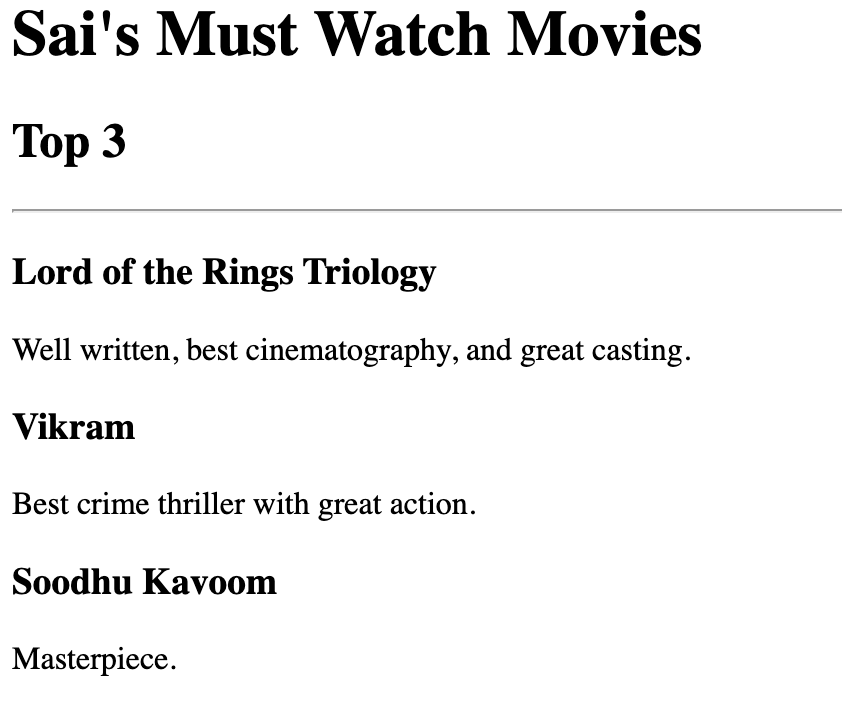 Sai's Must Watch Movies
Top 3
Lord of the Rings Triology
Well written, best cinematography, and great casting.
Vikram
Best crime thriller with great action.
Soodhu Kavoom
Masterpiece.